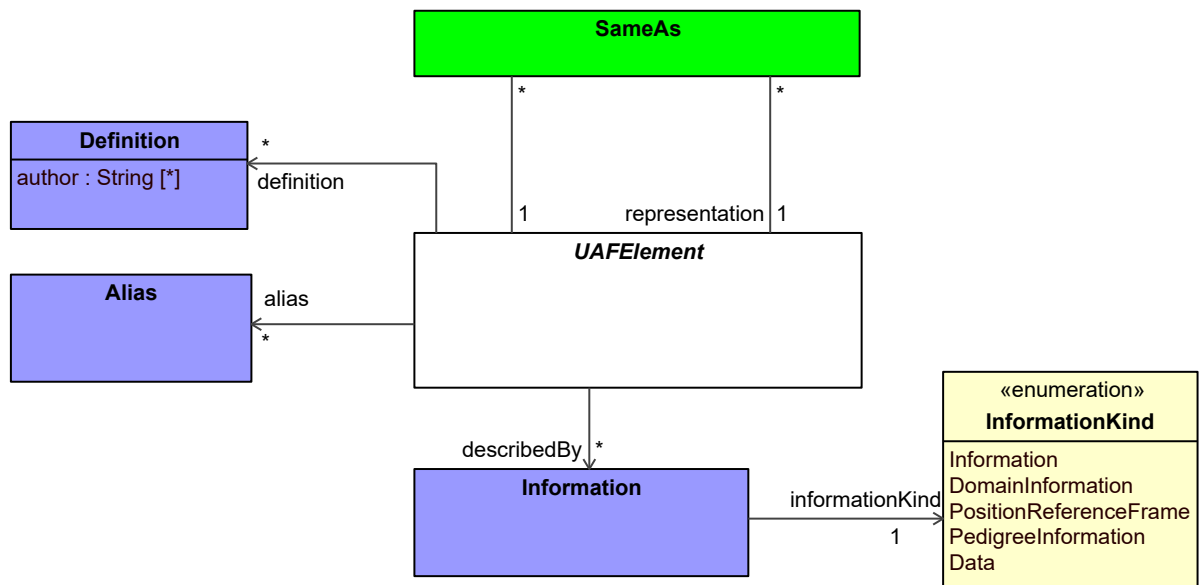 SameAs
*
*
Definition
author : String [*]
*
definition
representation
1
1
UAFElement
Alias
alias
*
describedBy
*
Information
informationKind
1
«enumeration»
InformationKind
Information
DomainInformation
PositionReferenceFrame
PedigreeInformation
Data